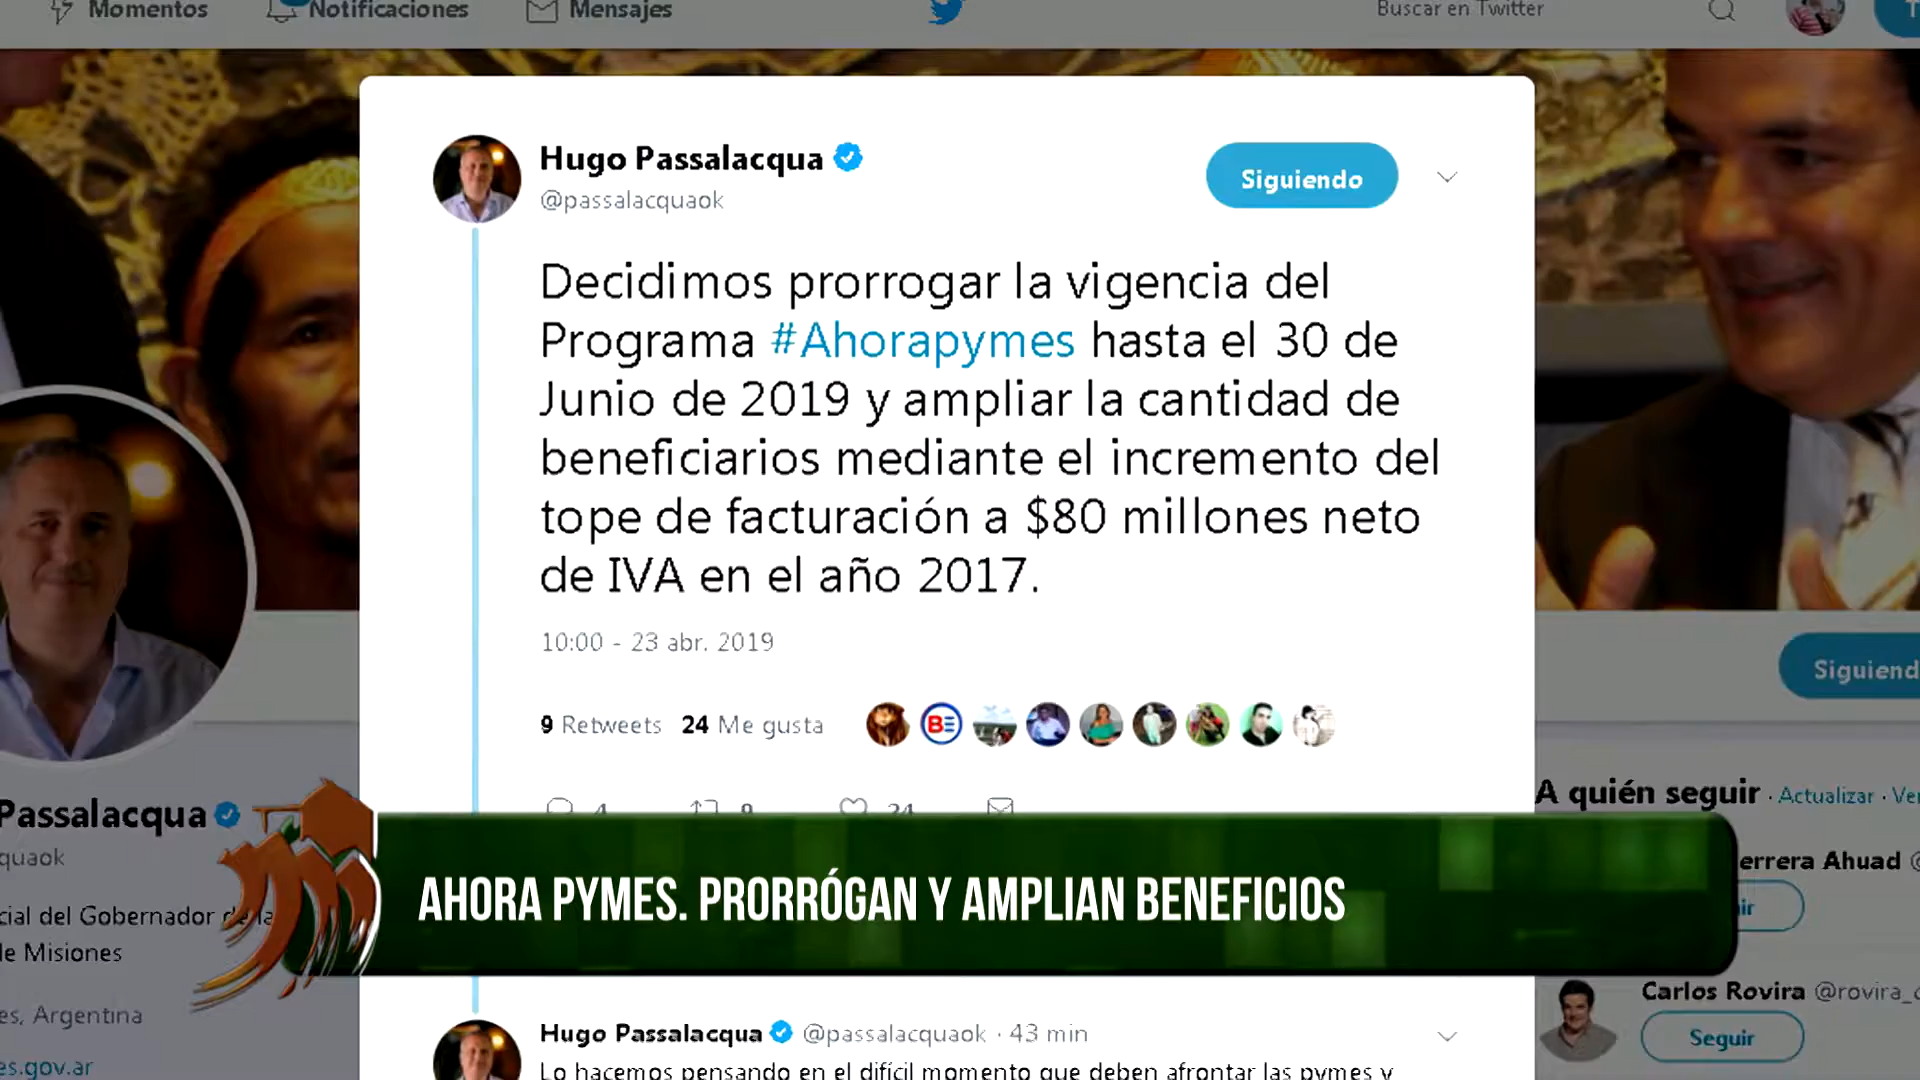 Momentos
Notificaciones
Mensajes
Buscar en Twitter
Hugo Passalacqua
@passalacquaok
Siguiendo
Decidimos prorrogar la vigencia del
Programa #Ahorapymes hasta el 30 de
Junio de 2019 y ampliar la cantidad de
beneficiarios mediante el incremento del
tope de facturación a $80 millones neto
de IVA en el año 2017.
10:00 - 23 abr. 2019
9 Retweets 24 Me gusta
BE
4 9 24
Siguiend
Passalacqua
quaok
cial del Gobernador de la
de Misiones
es, Argentina
es.gov.ar
A quién seguir · Actualizar · Ver
errera Ahuad @
ir
Carlos Rovira @rovira_c
Seguir
AHORA PYMES. PRORRÓGAN Y AMPLIAN BENEFICIOS
Hugo Passalacqua @passalacquaok · 43 min
Lo hacemos pensando en el difícil momento que deben afrontar las pymes y